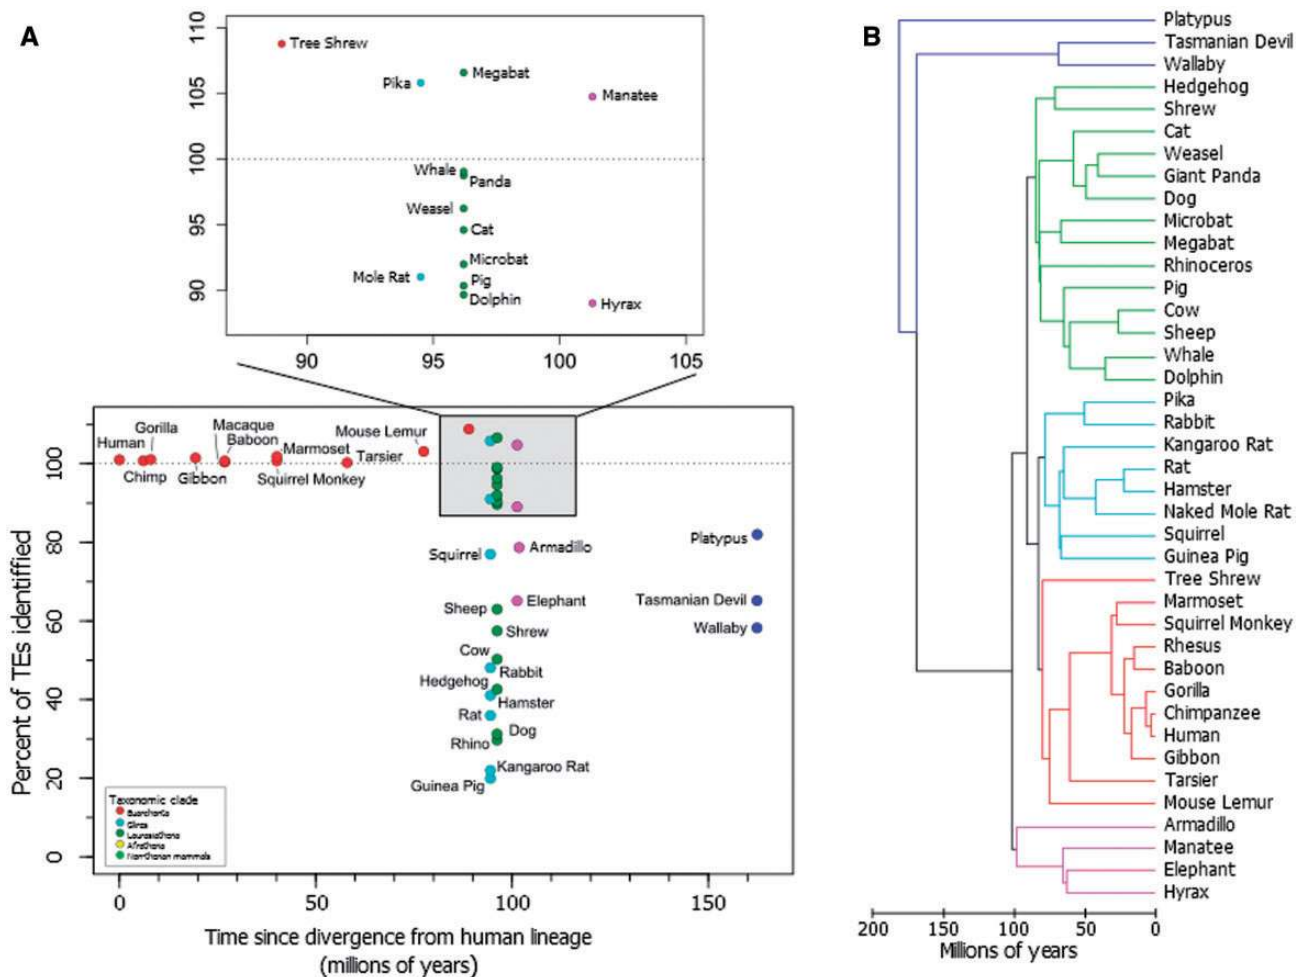 A
110
105
100
95
90
Tree Shrew
Pika
Megabat
Manatee
Whale
Panda
Weasel
Cat
Mole Rat
Microbat
Pig
Dolphin
Hyrax
90
95
100
105
Percent of TEs identiffied
100
80
60
40
20
0
Human
Gorilla
Chimp
Gibbon
Macaque
Baboon
Marmoset
Squirrel Monkey
Mouse Lemur
Tarsier
Squirrel
Armadillo
Platypus
Sheep
Elephant
Tasmanian Devil
Shrew
Wallaby
Cow
Rabbit
Hedgehog
Hamster
Rat
Dog
Rhino
Kangaroo Rat
Guinea Pig
Taxonomic clade
0
50
100
150
Time since divergence from human lineage
(millions of years)
B
Platypus
Tasmanian Devil
Wallaby
Hedgehog
Shrew
Cat
Weasel
Giant Panda
Dog
Microbat
Megabat
Rhinoceros
Pig
Cow
Sheep
Whale
Dolphin
Pika
Rabbit
Kangaroo Rat
Rat
Hamster
Naked Mole Rat
Squirrel
Guinea Pig
Tree Shrew
Marmoset
Squirrel Monkey
Rhesus
Baboon
Gorilla
Chimpanzee
Human
Gibbon
Tarsier
Mouse Lemur
Armadillo
Manatee
Elephant
Hyrax
200
150
100
50
0
Millions of years